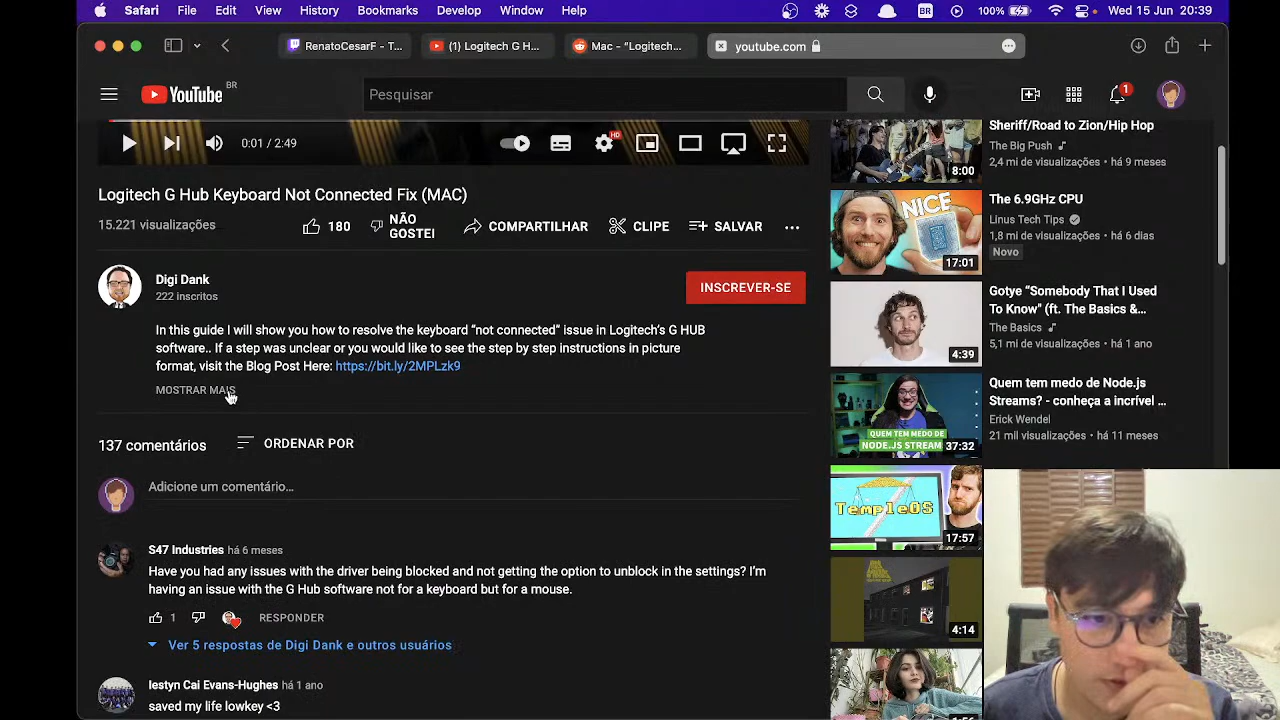 Safari File Edit View History Bookmarks Develop Window Help BR 100% Wed 15 Jun 20:39
RenatoCesarF - T... (1) Logitech G H... Mac - “Logitech... youtube.com
YouTube BR Pesquisar 1
0:01 / 2:49 HD
Logitech G Hub Keyboard Not Connected Fix (MAC)
15.221 visualizações 180 NÃO GOSTEI COMPARTILHAR CLIPE SALVAR
Digi Dank
222 inscritos
INSCREVER-SE
In this guide I will show you how to resolve the keyboard “not connected” issue in Logitech’s G HUB
software.. If a step was unclear or you would like to see the step by step instructions in picture
format, visit the Blog Post Here: https://bit.ly/2MPLzk9
MOSTRAR MAIS
137 comentários ORDENAR POR
Adicione um comentário...
S47 Industries há 6 meses
Have you had any issues with the driver being blocked and not getting the option to unblock in the settings? I’m
having an issue with the G Hub software not for a keyboard but for a mouse.
1 RESPONDER
Ver 5 respostas de Digi Dank e outros usuários
Iestyn Cai Evans-Hughes há 1 ano
saved my life lowkey <3
8:00
Sheriff/Road to Zion/Hip Hop
The Big Push
2,4 mi de visualizações • há 9 meses
NICE
17:01
The 6.9GHz CPU
Linus Tech Tips
1,8 mi de visualizações • há 6 dias
Novo
4:39
Gotye “Somebody That I Used
To Know” (ft. The Basics &...
The Basics
5,1 mi de visualizações • há 1 ano
QUEM TEM MEDO DE
NODE.JS STREAM
37:32
Quem tem medo de Node.js
Streams? - conheça a incrível ...
Erick Wendel
21 mil visualizações • há 11 meses
TempleOS
17:57
4:14